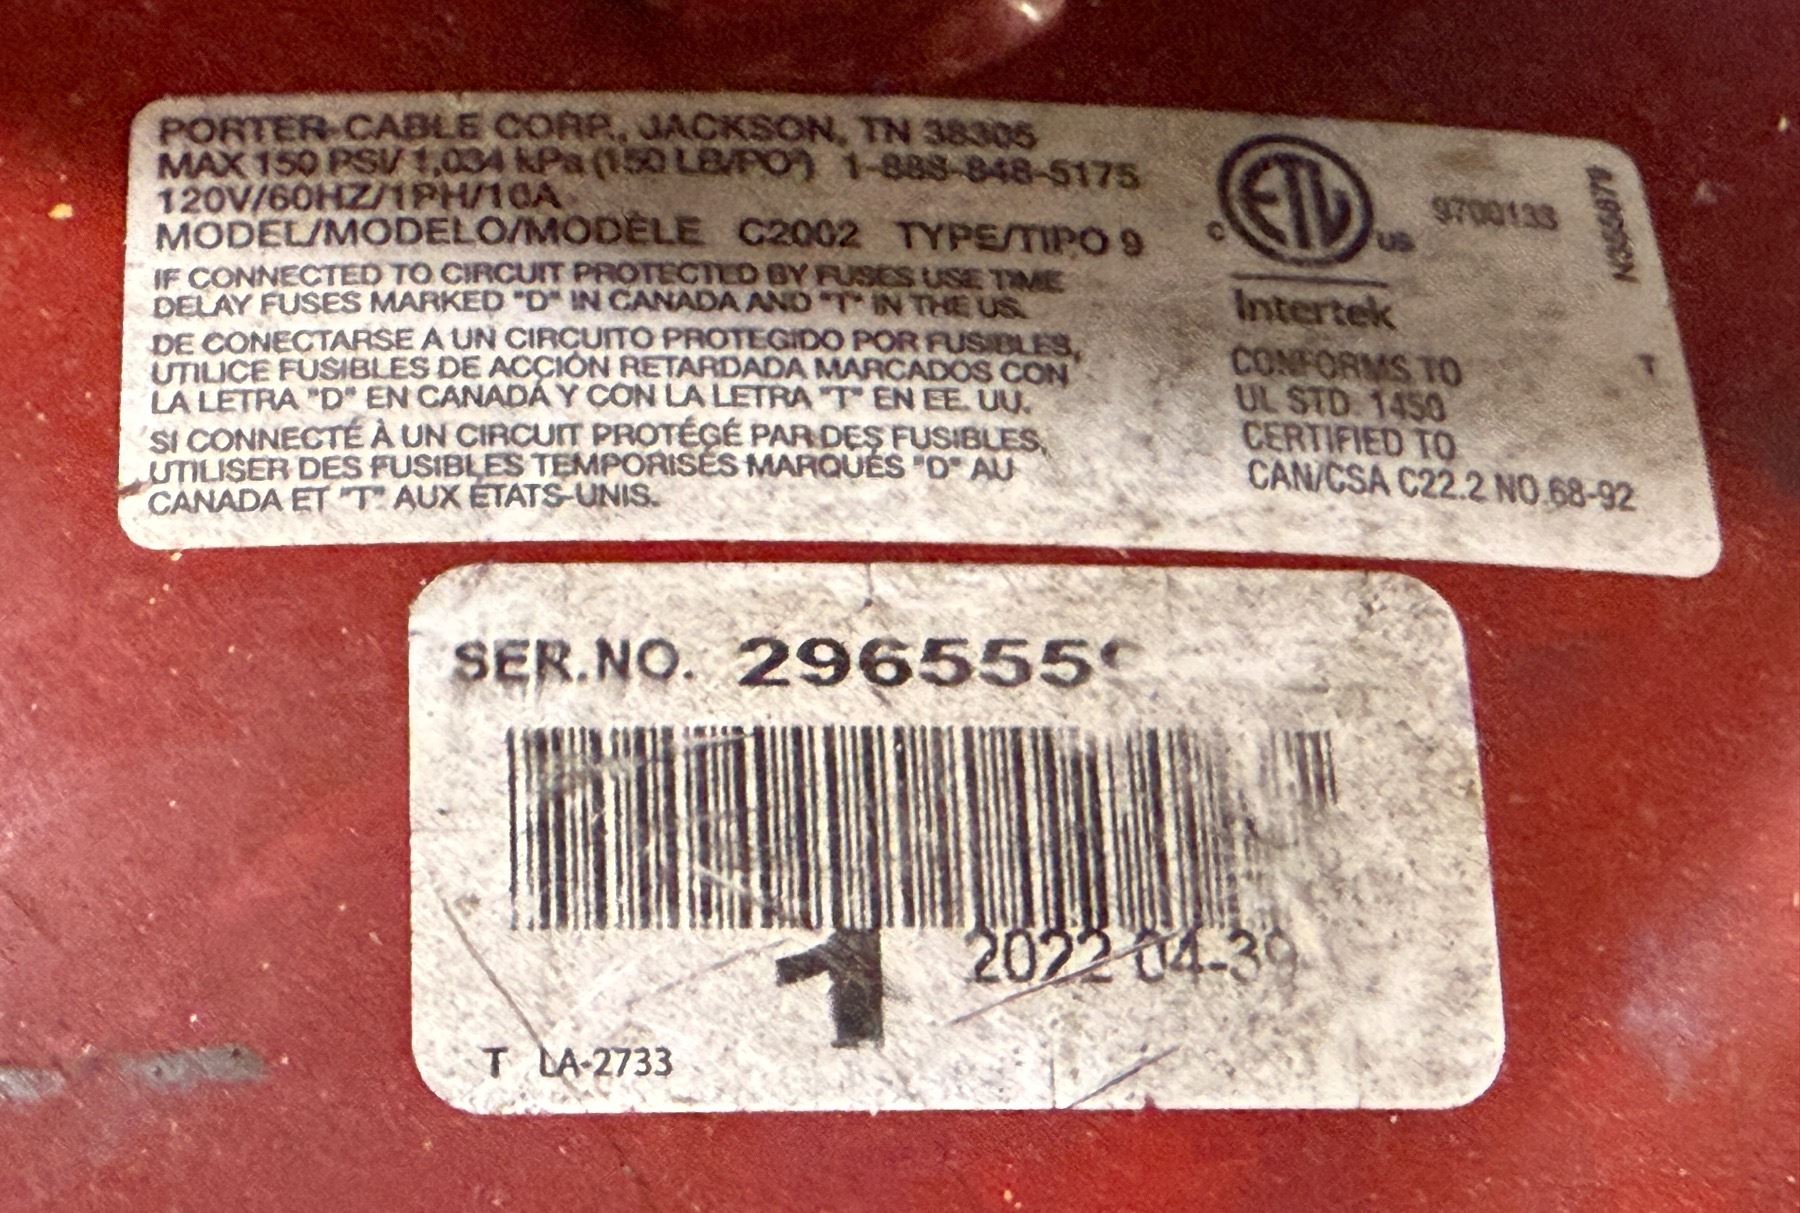 PORTER-CABLE CORP., JACKSON, TN 38305
MAX 150 PSI/ 1,034 kPa (150 LB/PO²) 1-888-848-5175
120V/60HZ/1PH/10A
MODEL/MODELO/MODÈLE C2002 TYPE/TIPO 9
IF CONNECTED TO CIRCUIT PROTECTED BY FUSES USE TIME
DELAY FUSES MARKED "D" IN CANADA AND "T" IN THE US.
DE CONECTARSE A UN CIRCUITO PROTEGIDO POR FUSIBLES,
UTILICE FUSIBLES DE ACCIÓN RETARDADA MARCADOS CON
LA LETRA "D" EN CANADÁ Y CON LA LETRA "T" EN EE. UU.
SI CONNECTÉ À UN CIRCUIT PROTÉGÉ PAR DES FUSIBLES,
UTILISER DES FUSIBLES TEMPORISÉS MARQUÉS "D" AU
CANADA ET "T" AUX ÉTATS-UNIS.
ETL
C US
Intertek
CONFORMS TO
UL STD. 1450
CERTIFIED TO
CAN/CSA C22.2 NO.68-92
T
SER.NO. 2965559
1
2022 04-39
T LA-2733